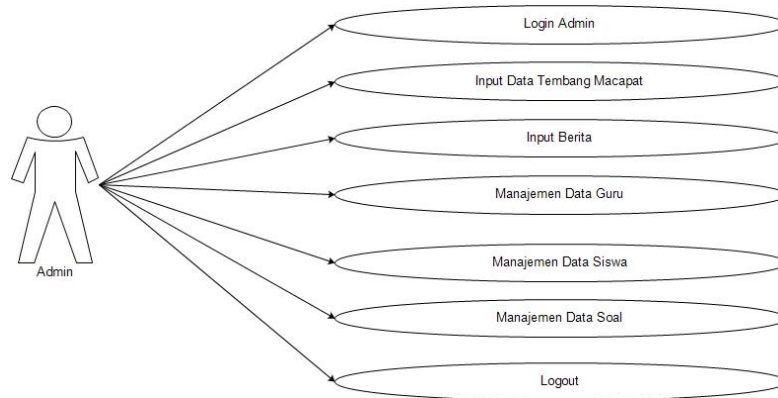 Login Admin
Input Data Tembang Macapat
Input Berita
Manajemen Data Guru
Admin
Manajemen Data Siswa
Manajemen Data Soal
Logout